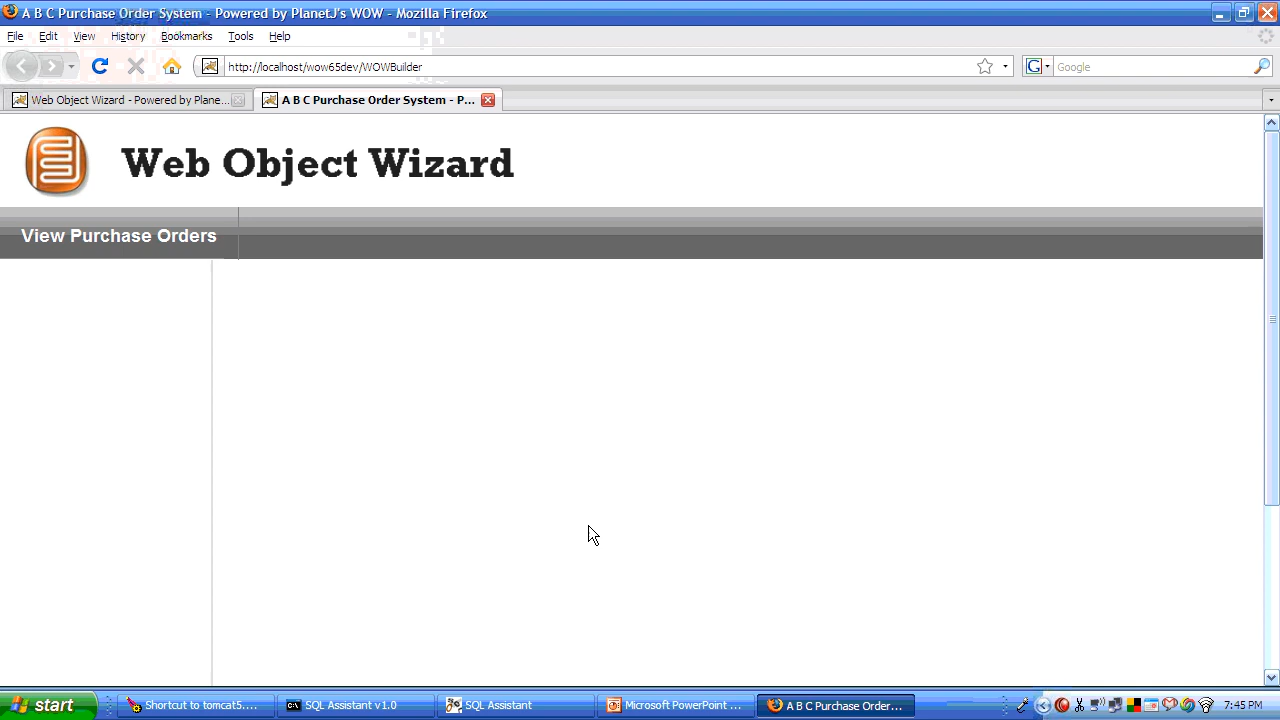 A B C Purchase Order System - Powered by PlanetJ's WOW - Mozilla Firefox
File Edit View History Bookmarks Tools Help
http://localhost/wow65dev/WOWBuilder
G Google
Web Object Wizard - Powered by Plane...
A B C Purchase Order System - P...
Web Object Wizard
View Purchase Orders
start
Shortcut to tomcat5....
SQL Assistant v1.0
SQL Assistant
Microsoft PowerPoint ...
A B C Purchase Order...
7:45 PM